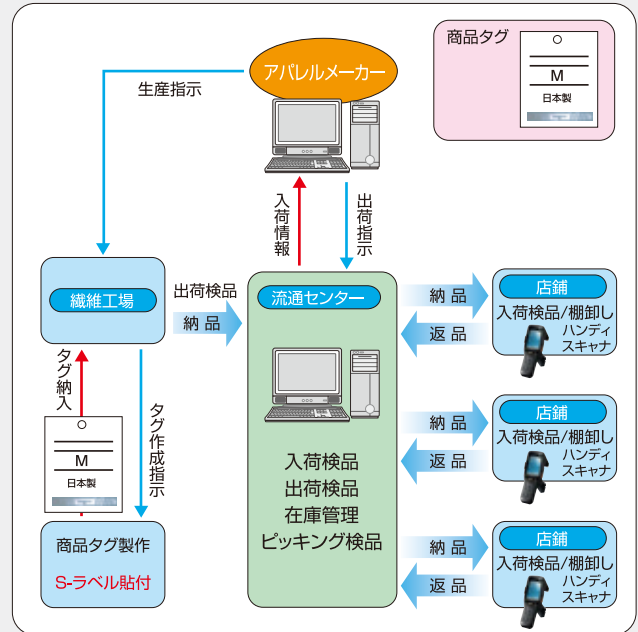 アパレルメーカー
商品タグ
M
日本製
生産指示
入荷情報
出荷指示
繊維工場
出荷検品
納品
流通センター
入荷検品
出荷検品
在庫管理
ピッキング検品
納品
返品
店舗
入荷検品/棚卸し
ハンディ
スキャナ
納品
返品
店舗
入荷検品/棚卸し
ハンディ
スキャナ
納品
返品
店舗
入荷検品/棚卸し
ハンディ
スキャナ
タグ納入
タグ作成指示
M
日本製
商品タグ製作
S-ラベル貼付